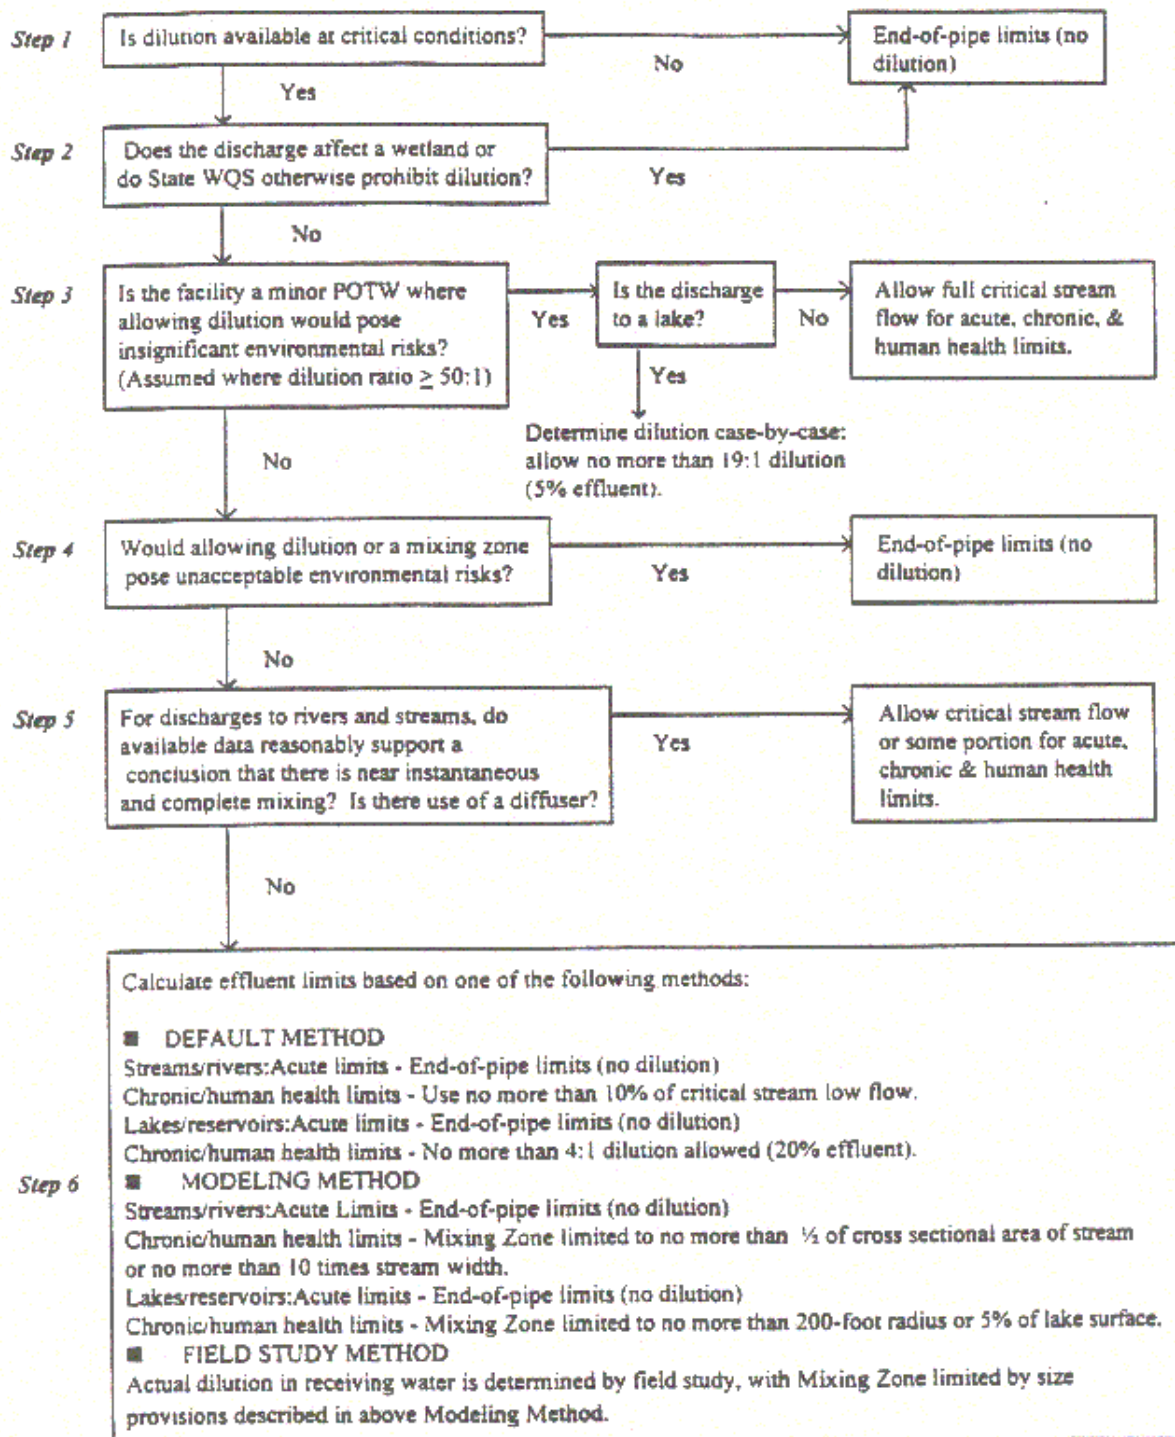 Step 1
Is dilution available at critical conditions?
No
End-of-pipe limits (no
dilution)
Yes
Step 2
Does the discharge affect a wetland or
do State WQS otherwise prohibit dilution?
Yes
No
Step 3
Is the facility a minor POTW where
allowing dilution would pose
insignificant environmental risks?
(Assumed where dilution ratio ≥ 50:1)
Yes
Is the discharge
to a lake?
No
Allow full critical stream
flow for acute, chronic, &
human health limits.
Yes
Determine dilution case-by-case:
allow no more than 19:1 dilution
(5% effluent).
No
Step 4
Would allowing dilution or a mixing zone
pose unacceptable environmental risks?
Yes
End-of-pipe limits (no
dilution)
No
Step 5
For discharges to rivers and streams, do
available data reasonably support a
conclusion that there is near instantaneous
and complete mixing? Is there use of a diffuser?
Yes
Allow critical stream flow
or some portion for acute,
chronic & human health
limits.
No
Step 6
Calculate effluent limits based on one of the following methods:
■ DEFAULT METHOD
Streams/rivers:Acute limits - End-of-pipe limits (no dilution)
Chronic/human health limits - Use no more than 10% of critical stream low flow.
Lakes/reservoirs:Acute limits - End-of-pipe limits (no dilution)
Chronic/human health limits - No more than 4:1 dilution allowed (20% effluent).
■ MODELING METHOD
Streams/rivers:Acute Limits - End-of-pipe limits (no dilution)
Chronic/human health limits - Mixing Zone limited to no more than ½ of cross sectional area of stream
or no more than 10 times stream width.
Lakes/reservoirs:Acute limits - End-of-pipe limits (no dilution)
Chronic/human health limits - Mixing Zone limited to no more than 200-foot radius or 5% of lake surface.
■ FIELD STUDY METHOD
Actual dilution in receiving water is determined by field study, with Mixing Zone limited by size
provisions described in above Modeling Method.